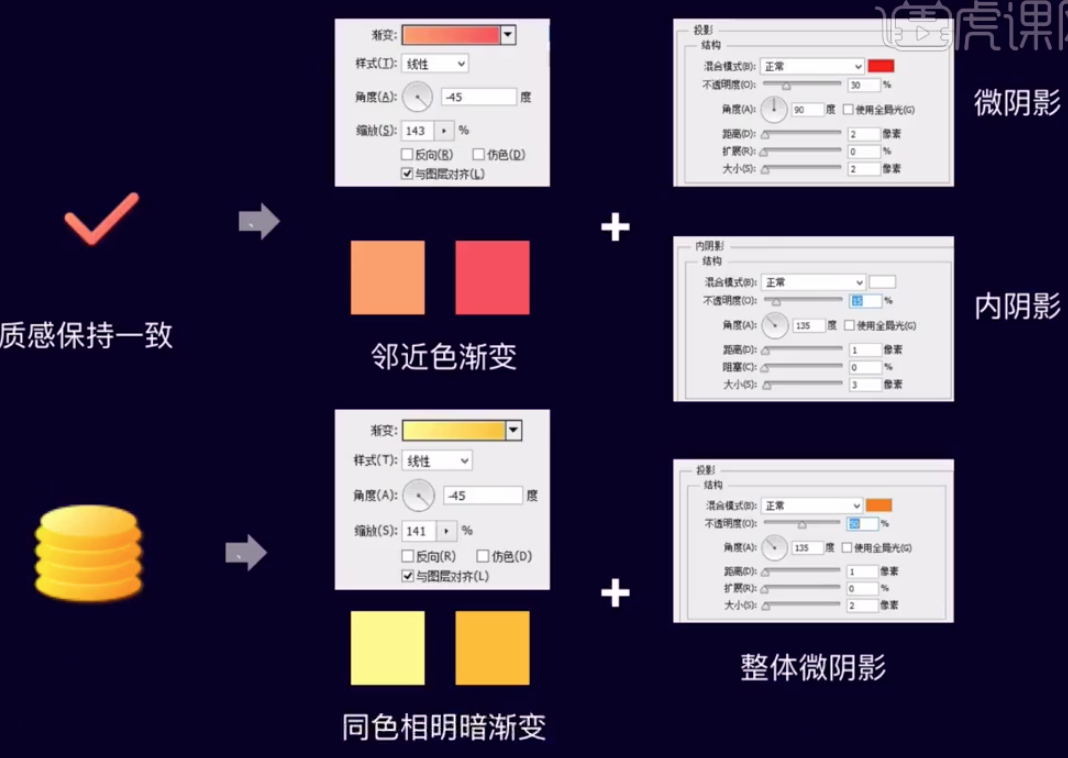 虎课网
渐变:
样式(T): 线性
角度(A): -45 度
缩放(S): 143 %
反向(R) 仿色(D)
与图层对齐(L)
投影
结构
混合模式(B): 正常
不透明度(O): 30 %
角度(A): 90 度 使用全局光(G)
距离(D): 2 像素
扩展(R): 0 %
大小(S): 2 像素
微阴影
+
质感保持一致
邻近色渐变
内阴影
结构
混合模式(B): 正常
不透明度(O): 15 %
角度(A): 135 度 使用全局光(G)
距离(D): 1 像素
阻塞(C): 0 %
大小(S): 3 像素
内阴影
渐变:
样式(T): 线性
角度(A): -45 度
缩放(S): 141 %
反向(R) 仿色(D)
与图层对齐(L)
+
投影
结构
混合模式(B): 正常
不透明度(O): 50 %
角度(A): 135 度 使用全局光(G)
距离(D): 1 像素
扩展(R): 0 %
大小(S): 2 像素
整体微阴影
同色相明暗渐变